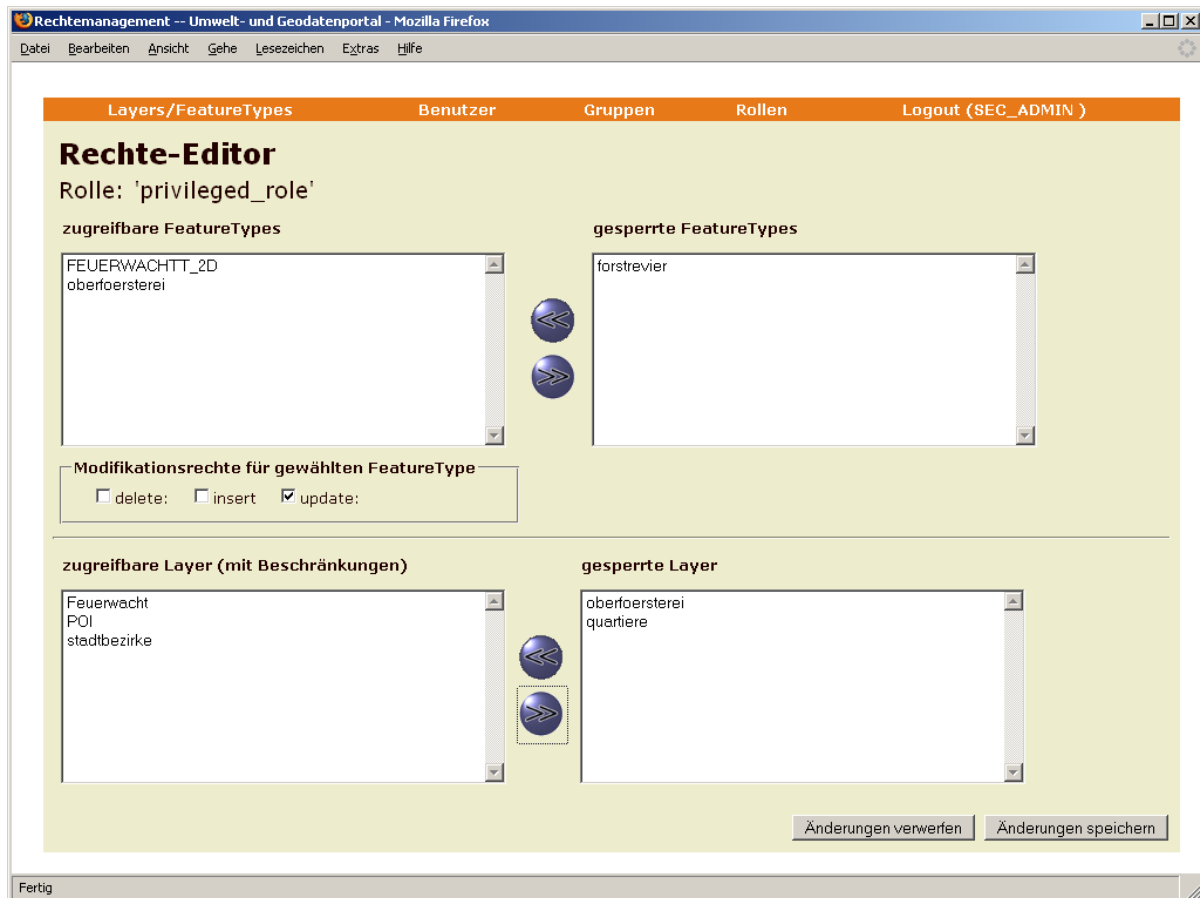 Rechtemanagement -- Umwelt- und Geodatenportal - Mozilla Firefox
Datei Bearbeiten Ansicht Gehe Lesezeichen Extras Hilfe
Layers/FeatureTypes Benutzer Gruppen Rollen Logout (SEC_ADMIN )
Rechte-Editor
Rolle: 'privileged_role'
zugreifbare FeatureTypes gesperrte FeatureTypes
FEUERWACHTT_2D forstrevier
oberfoersterei
Modifikationsrechte für gewählten FeatureType
delete: insert update:
zugreifbare Layer (mit Beschränkungen) gesperrte Layer
Feuerwacht oberfoersterei
POI quartiere
stadtbezirke
Änderungen verwerfen Änderungen speichern
Fertig